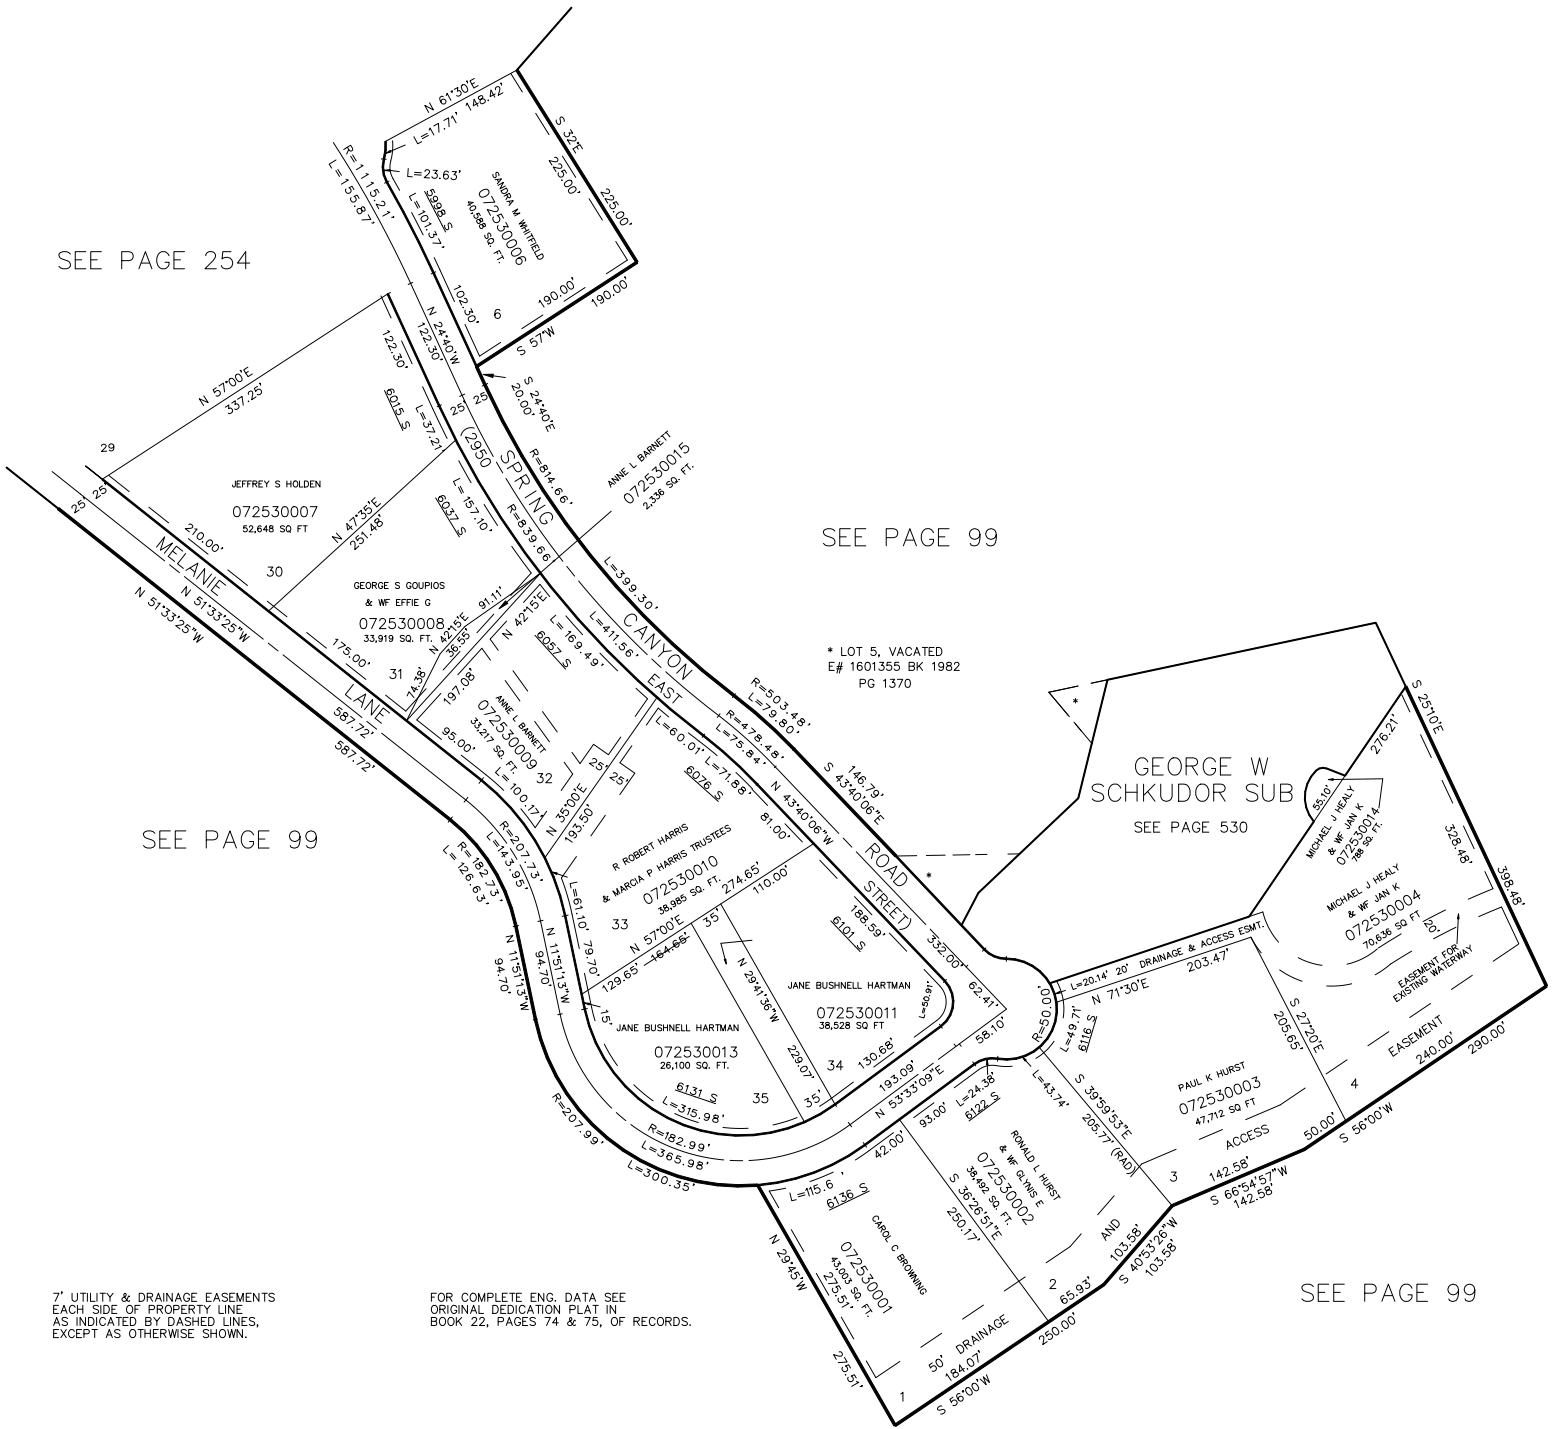 N 61°30'E
148.42'
L=17.71'
S 32°E
225.00'
225.00'
R=1115.21'
L=155.87'
L=23.63'
5998 S
L=101.37'
SANDRA M WHITFIELD
072530006
40,588 SQ. FT.
SEE PAGE 254
102.30'
6
190.00'
190.00'
S 57°W
N 24°40'W
122.30'
122.30'
S 24°40'E
20.00'
25' 25'
N 57°00'E
337.25'
6015 S
L=37.21'
29
JEFFREY S HOLDEN
072530007
52,648 SQ FT
25' 25'
210.00'
30
N 47°35'E
251.48'
L= 157.10'
6037 S
(2950
SPRING
R=814.66'
R=839.66'
ANNE L BARNETT
072530015
2,336 SQ. FT.
SEE PAGE 99
L=399.30'
L=411.56'
CANYON
EAST
MELANIE
N 51°33'25"W
N 51°33'25"W
GEORGE S GOUPIOS
& WF EFFIE G
072530008
33,919 SQ. FT.
175.00'
31
91.11'
N 42°15'E
36.55'
74.38'
197.08'
N 42°15'E
L= 169.49'
6057 S
LANE
587.72'
587.72'
ANNE L BARNETT
072530009
33,217 SQ. FT.
32
95.00'
L= 100.17'
25' 25'
N 35°00'E
193.50'
* LOT 5, VACATED
E# 1601355 BK 1982
PG 1370
*
R=503.48'
L=79.80'
R=478.48'
L=75.84'
L=60.01'
L=71.88'
6076 S
146.79'
S 43°40'06"E
N 43°40'06"W
81.00'
GEORGE W
SCHKUDOR SUB
SEE PAGE 530
S 25°10'E
276.21'
55.10'
MICHAEL J HEALY
& WF JAN K
072530014
788 SQ. FT.
328.48'
398.48'
MICHAEL J HEALY
& WF JAN K
072530004
70,636 SQ FT
20'
EASEMENT FOR
EXISTING WATERWAY
SEE PAGE 99
R=207.73'
L=143.95'
R=182.73'
L= 126.63'
R ROBERT HARRIS
& MARCIA P HARRIS TRUSTEES
072530010
38,985 SQ. FT.
33
N 57°00'E
274.65'
110.00'
164.65'
129.65'
35'
L=61.10'
79.70'
ROAD
STREET)
*
188.59'
6101 S
332.00'
62.41'
N 11°51'13"W
94.70'
N 11°51'13"W
94.70'
15'
N 29°41'36"W
229.07'
JANE BUSHNELL HARTMAN
072530011
38,528 SQ FT
34
L=50.91'
130.68'
58.10'
193.09'
N 53°33'09"E
JANE BUSHNELL HARTMAN
072530013
26,100 SQ. FT.
6131 S
35
35'
L=315.98'
R=182.99'
L=365.98'
R=207.99'
L=300.35'
R=50.00'
L=20.14' 20' DRAINAGE & ACCESS ESMT.
N 71°30'E
203.47'
L=49.71'
6116 S
S 27°20'E
205.65'
EASEMENT
240.00'
290.00'
4
50.00'
S 56°00'W
PAUL K HURST
072530003
47,712 SQ FT
ACCESS
3
142.58'
S 66°54'57"W
142.58'
L=43.74'
S 39°59'53"E
205.77'(RAD)
L=24.38'
6122 S
93.00'
42.00'
RONALD L HURST
& WF GLYNIS E
072530002
38,492 SQ. FT.
S 36°26'51"E
250.17'
AND
103.58'
S 40°53'26"W
103.58'
2
65.93'
250.00'
L=115.6'
6136 S
CAROL C BROWNING
072530001
43,003 SQ. FT.
N 29°45'W
275.51'
275.51'
50' DRAINAGE
184.07'
1
S 56°00'W
SEE PAGE 99
7' UTILITY & DRAINAGE EASEMENTS
EACH SIDE OF PROPERTY LINE
AS INDICATED BY DASHED LINES,
EXCEPT AS OTHERWISE SHOWN.
FOR COMPLETE ENG. DATA SEE
ORIGINAL DEDICATION PLAT IN
BOOK 22, PAGES 74 & 75, OF RECORDS.